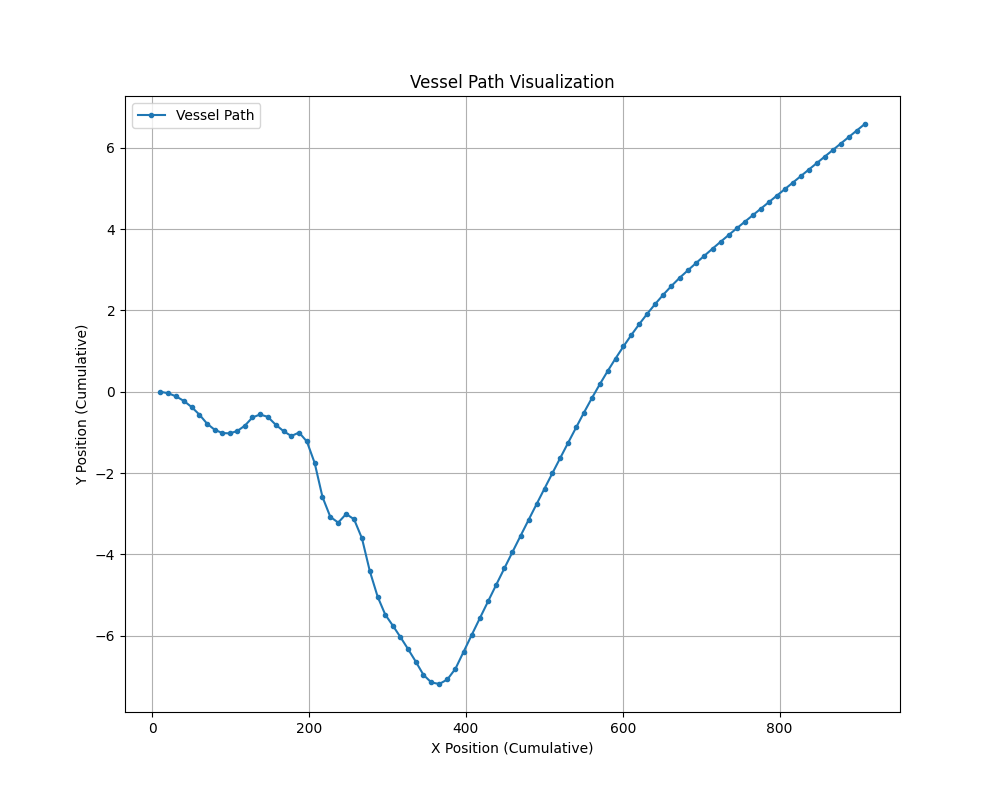 Vessel Path Visualization
Vessel Path
6
4
2
0
−2
−4
−6
Y Position (Cumulative)
0 200 400 600 800
X Position (Cumulative)